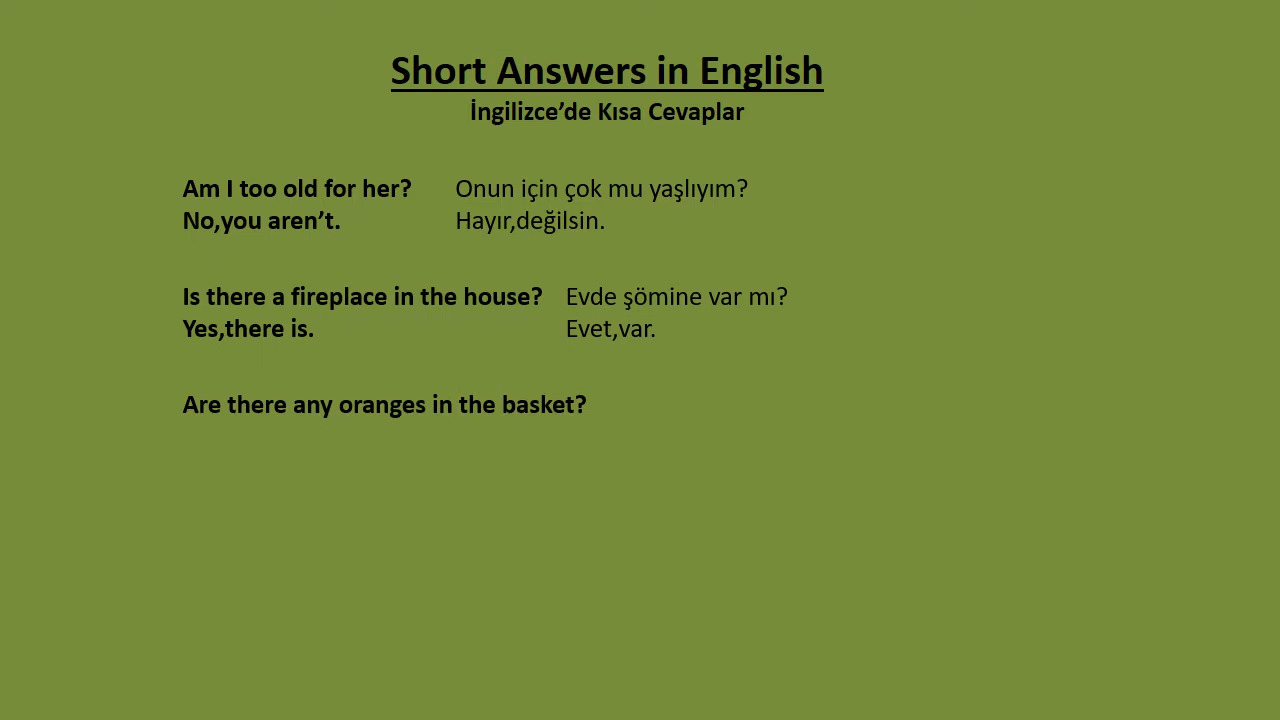 Short Answers in English
İngilizce’de Kısa Cevaplar
Am I too old for her? Onun için çok mu yaşlıyım?
No,you aren’t. Hayır,değilsin.
Is there a fireplace in the house? Evde şömine var mı?
Yes,there is. Evet,var.
Are there any oranges in the basket?